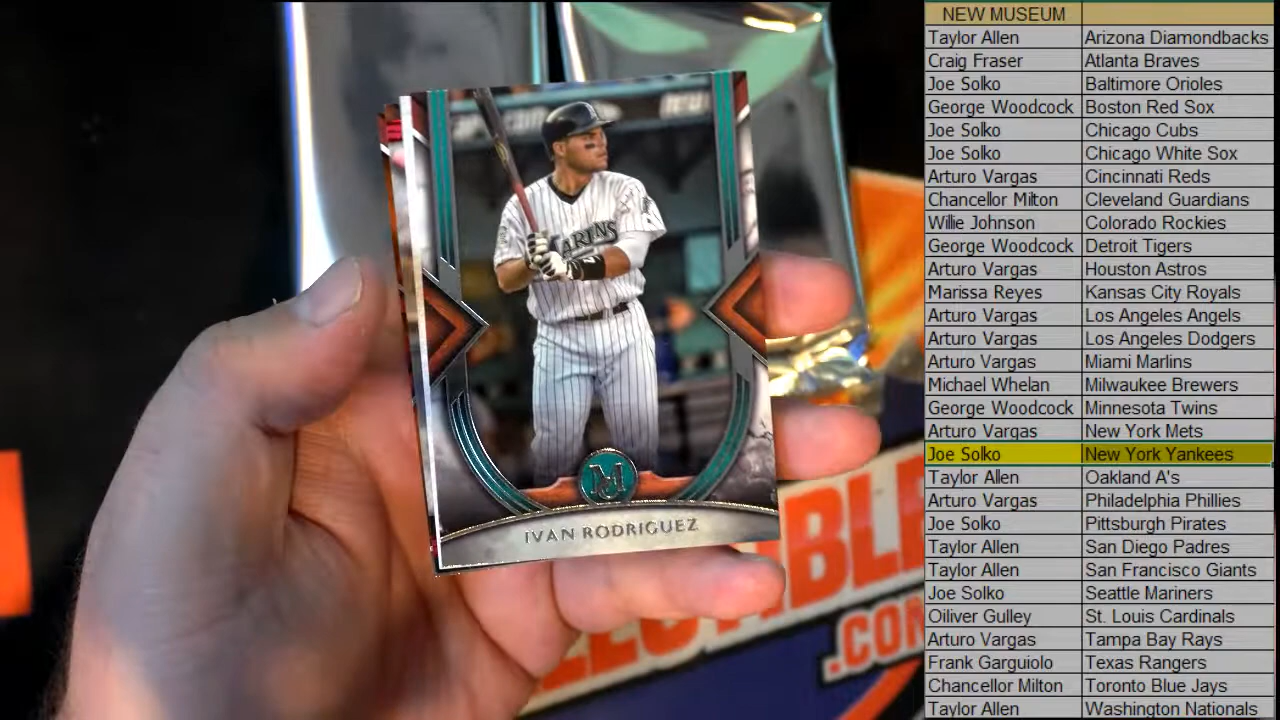 MARLINS
IVAN RODRIGUEZ
.COM
NEW MUSEUM
Taylor Allen Arizona Diamondbacks
Craig Fraser Atlanta Braves
Joe Solko Baltimore Orioles
George Woodcock Boston Red Sox
Joe Solko Chicago Cubs
Joe Solko Chicago White Sox
Arturo Vargas Cincinnati Reds
Chancellor Milton Cleveland Guardians
Willie Johnson Colorado Rockies
George Woodcock Detroit Tigers
Arturo Vargas Houston Astros
Marissa Reyes Kansas City Royals
Arturo Vargas Los Angeles Angels
Arturo Vargas Los Angeles Dodgers
Arturo Vargas Miami Marlins
Michael Whelan Milwaukee Brewers
George Woodcock Minnesota Twins
Arturo Vargas New York Mets
Joe Solko New York Yankees
Taylor Allen Oakland A's
Arturo Vargas Philadelphia Phillies
Joe Solko Pittsburgh Pirates
Taylor Allen San Diego Padres
Taylor Allen San Francisco Giants
Joe Solko Seattle Mariners
Oiliver Gulley St. Louis Cardinals
Arturo Vargas Tampa Bay Rays
Frank Garguiolo Texas Rangers
Chancellor Milton Toronto Blue Jays
Taylor Allen Washington Nationals